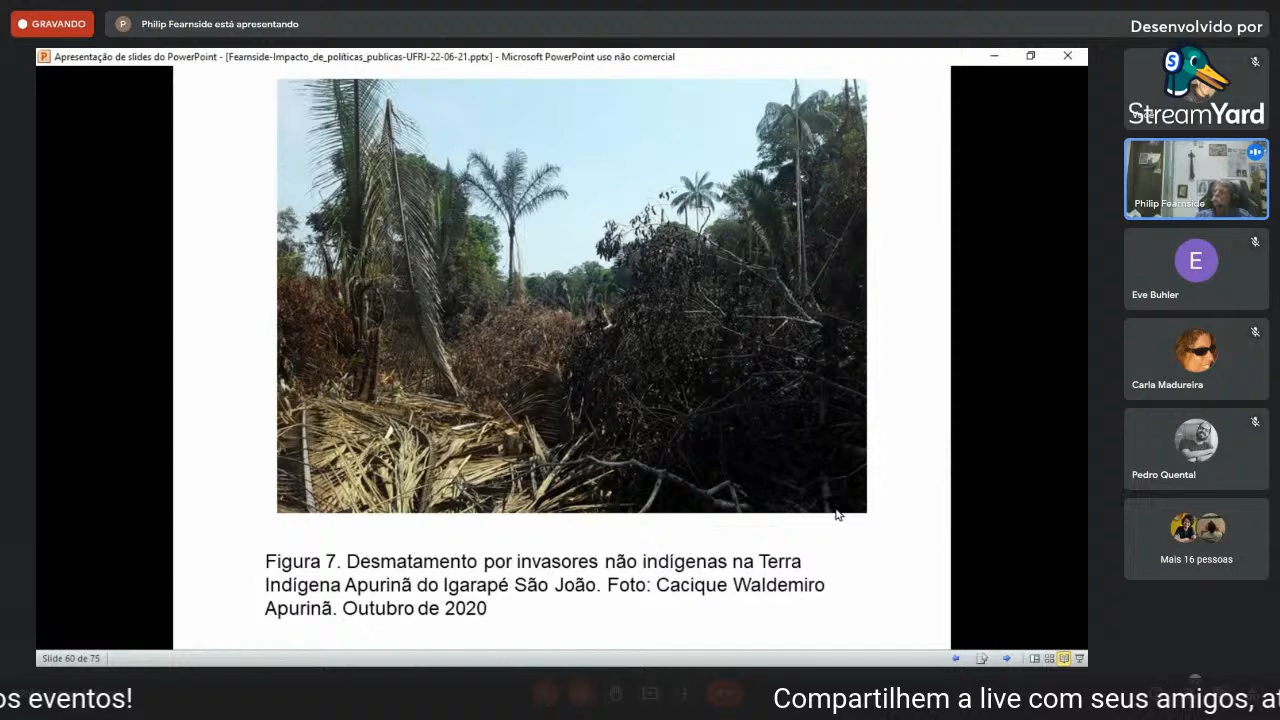 GRAVANDO
P
Philip Fearnside está apresentando
Desenvolvido por
StreamYard
Apresentação de slides do PowerPoint - [Fearnside-Impacto_de_políticas_publicas-UFRJ-22-06-21.pptx] - Microsoft PowerPoint uso não comercial
Philip Fearnside
E
Eve Buhler
Carla Madureira
Pedro Quental
Mais 16 pessoas
Figura 7. Desmatamento por invasores não indígenas na Terra
Indígena Apurinã do Igarapé São João. Foto: Cacique Waldemiro
Apurinã. Outubro de 2020
Slide 60 de 75
os eventos!
Compartilhem a live com seus amigos, a